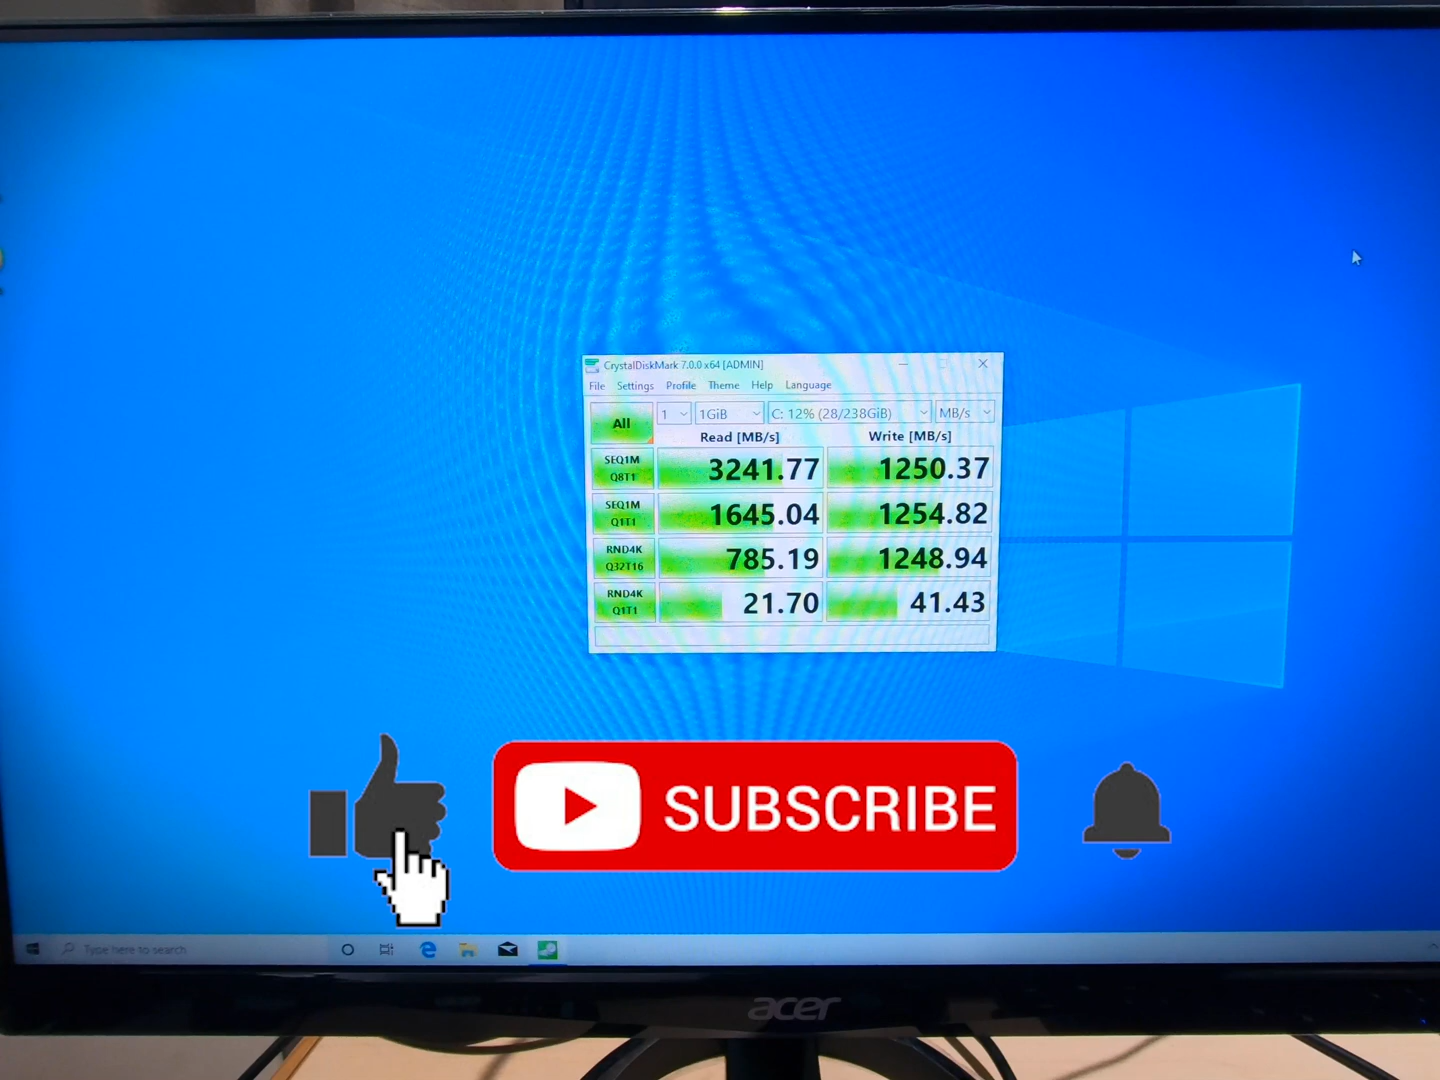 CrystalDiskMark 7.0.0 x64 [ADMIN]
File Settings Profile Theme Help Language
All 1 1GiB C: 12% (28/238GiB) MB/s
Read [MB/s] Write [MB/s]
SEQ1M Q8T1 3241.77 1250.37
SEQ1M Q1T1 1645.04 1254.82
RND4K Q32T16 785.19 1248.94
RND4K Q1T1 21.70 41.43
SUBSCRIBE
Type here to search
acer